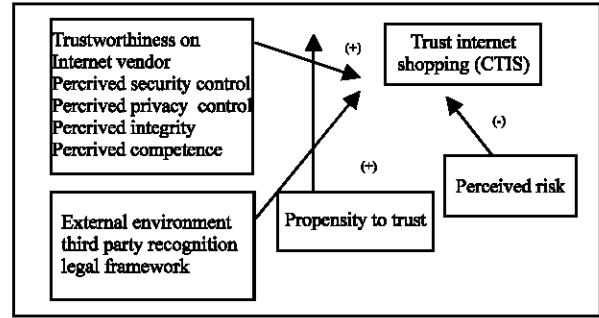 Trustworthiness on
Internet vendor
Percrived security control
Percrived privacy control
Percrived integrity
Percrived competence
(+)
Trust internet
shopping (CTIS)
(-)
(+)
Perceived risk
External environment
third party recognition
legal framework
Propensity to trust